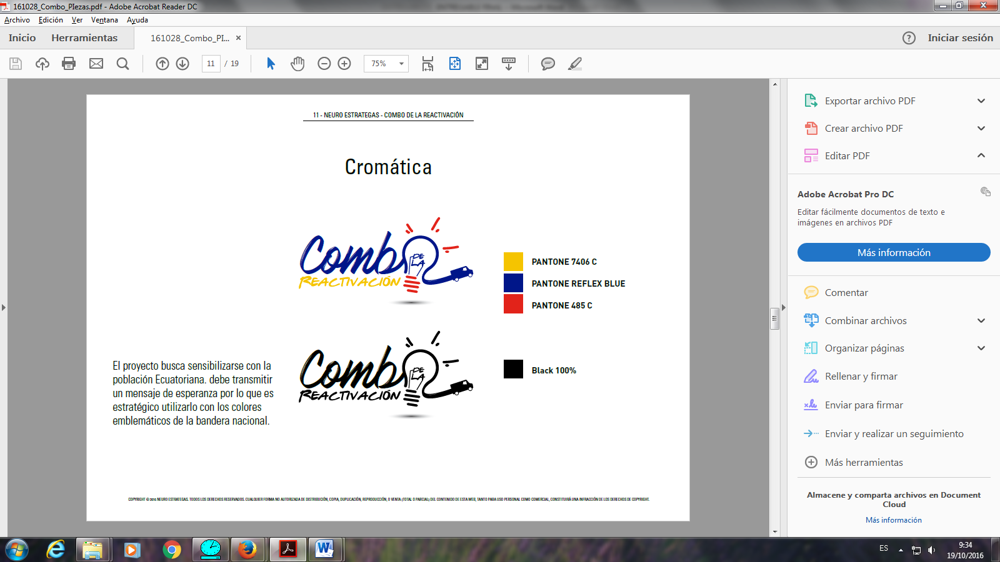 161028_Combo_PIezas.pdf - Adobe Acrobat Reader DC
Archivo Edición Ver Ventana Ayuda
Inicio Herramientas 161028_Combo_PI... × Iniciar sesión
11 / 19 75%
11 - NEURO ESTRATEGAS - COMBO DE LA REACTIVACIÓN
Cromática
Combo
DE
LA
REACTIVACIÓN
PANTONE 7406 C
PANTONE REFLEX BLUE
PANTONE 485 C
Combo
DE
LA
REACTIVACIÓN
Black 100%
El proyecto busca sensibilizarse con la
población Ecuatoriana. debe transmitir
un mensaje de esperanza por lo que es
estratégico utilizarlo con los colores
emblemáticos de la bandera nacional.
COPYRIGHT © 2016 NEURO ESTRATEGAS. TODOS LOS DERECHOS RESERVADOS. CUALQUIER FORMA NO AUTORIZADA DE DISTRIBUCIÓN, COPIA, DUPLICACIÓN, REPRODUCCIÓN, O VENTA (TOTAL O PARCIAL) DEL CONTENIDO DE ESTA WEB, TANTO PARA USO PERSONAL COMO COMERCIAL, CONSTITUIRÁ UNA INFRACCIÓN DE LOS DERECHOS DE COPYRIGHT.
Exportar archivo PDF
Crear archivo PDF
Editar PDF
Adobe Acrobat Pro DC
Editar fácilmente documentos de texto e
imágenes en archivos PDF
Más información
Comentar
Combinar archivos
Organizar páginas
Rellenar y firmar
Enviar para firmar
Enviar y realizar un seguimiento
Más herramientas
Almacene y comparta archivos en Document
Cloud
Más información
ES
9:34
19/10/2016